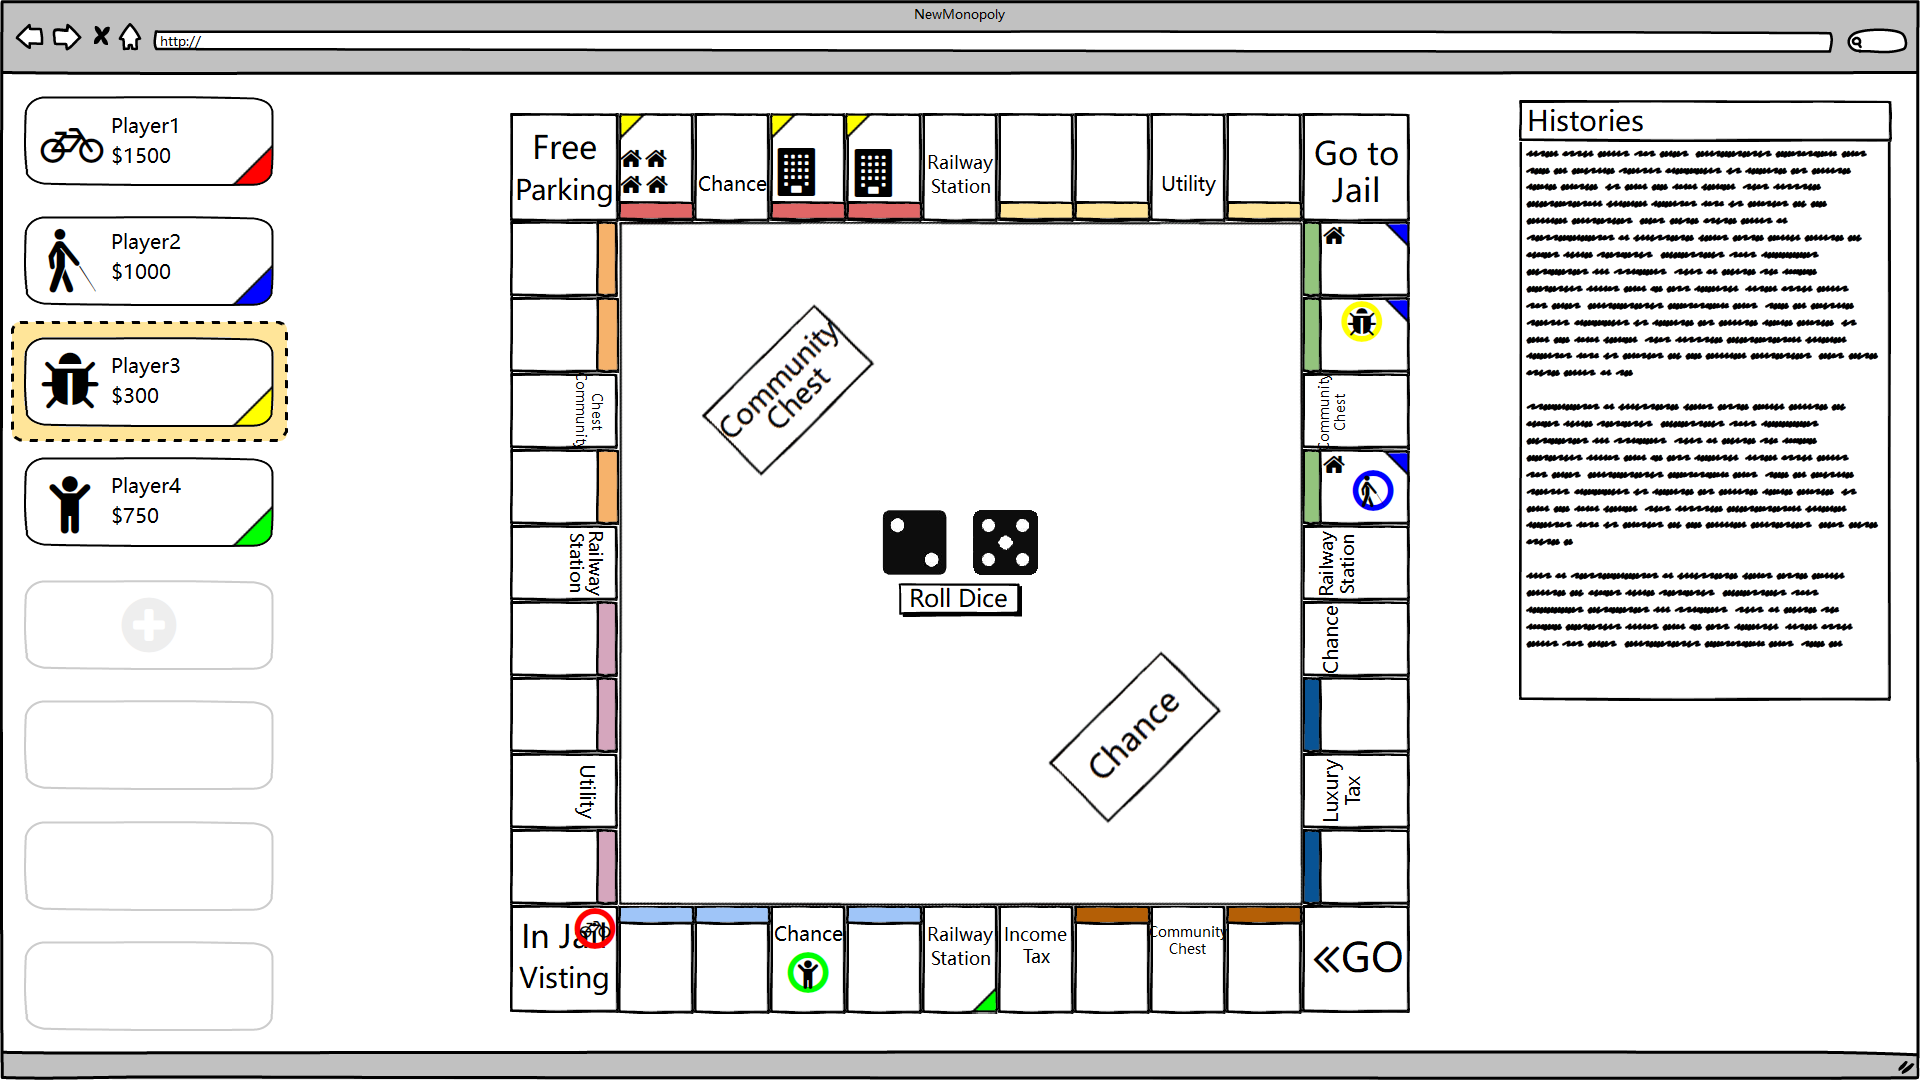 NewMonopoly
http://
Player1
$1500
Player2
$1000
Player3
$300
Player4
$750
Free
Parking
Chance
Railway
Station
Utility
Go to
Jail
Chest
Community
Railway
Station
Utility
Community
Chest
Roll Dice
Chance
Community
Chest
Railway
Station
Chance
Luxury
Tax
In Jail
Visting
Chance
Railway
Station
Income
Tax
Community
Chest
≪GO
Histories